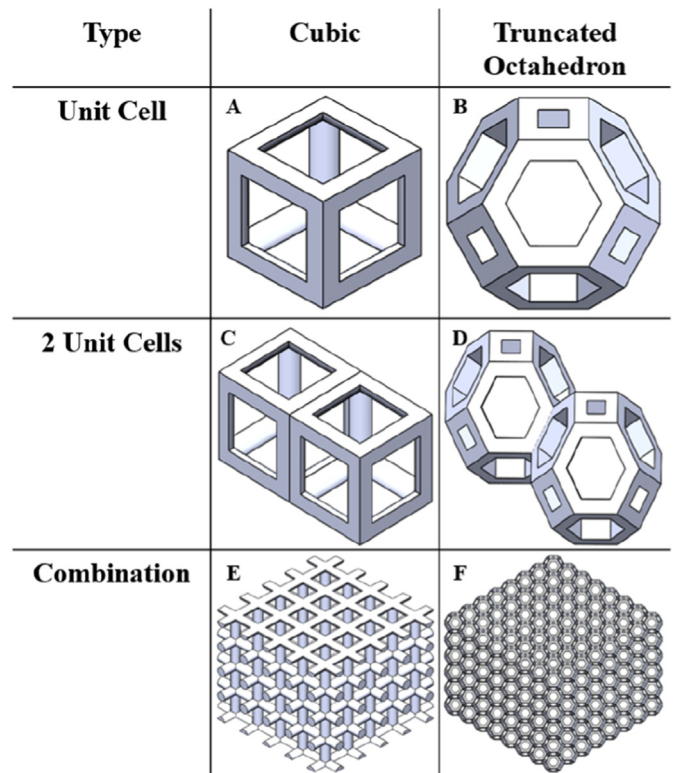 Type
Cubic
Truncated
Octahedron
Unit Cell
A
B
2 Unit Cells
C
D
Combination
E
F